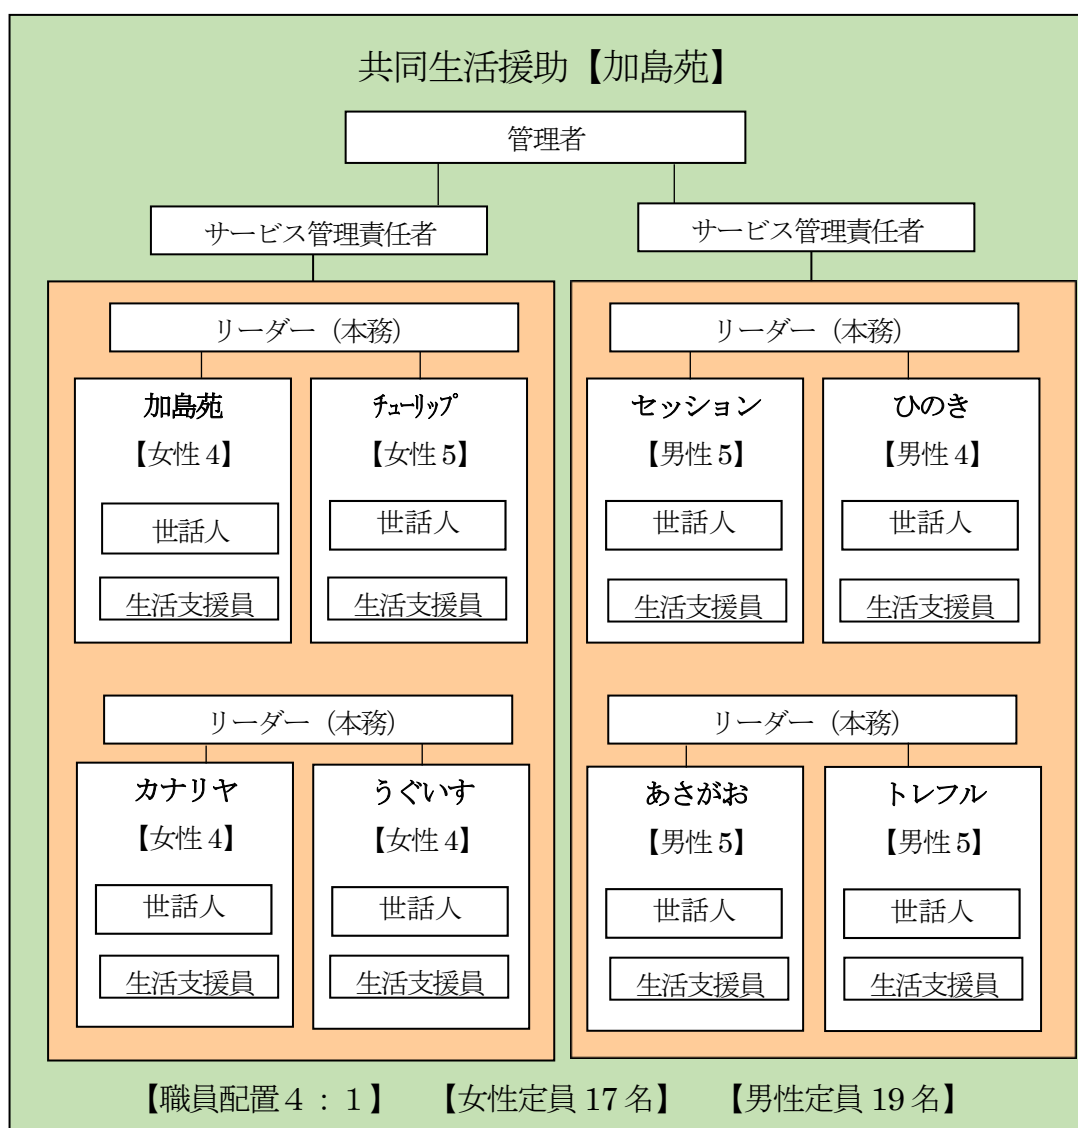 共同生活援助【加島苑】
管理者
サービス管理責任者
サービス管理責任者
リーダー（本務）
加島苑
【女性4】
世話人
生活支援員
ﾁｭｰﾘｯﾌﾟ
【女性5】
世話人
生活支援員
リーダー（本務）
カナリヤ
【女性4】
世話人
生活支援員
うぐいす
【女性4】
世話人
生活支援員
リーダー（本務）
セッション
【男性5】
世話人
生活支援員
ひのき
【男性4】
世話人
生活支援員
リーダー（本務）
あさがお
【男性5】
世話人
生活支援員
トレフル
【男性5】
世話人
生活支援員
【職員配置４：１】　【女性定員17名】　【男性定員19名】